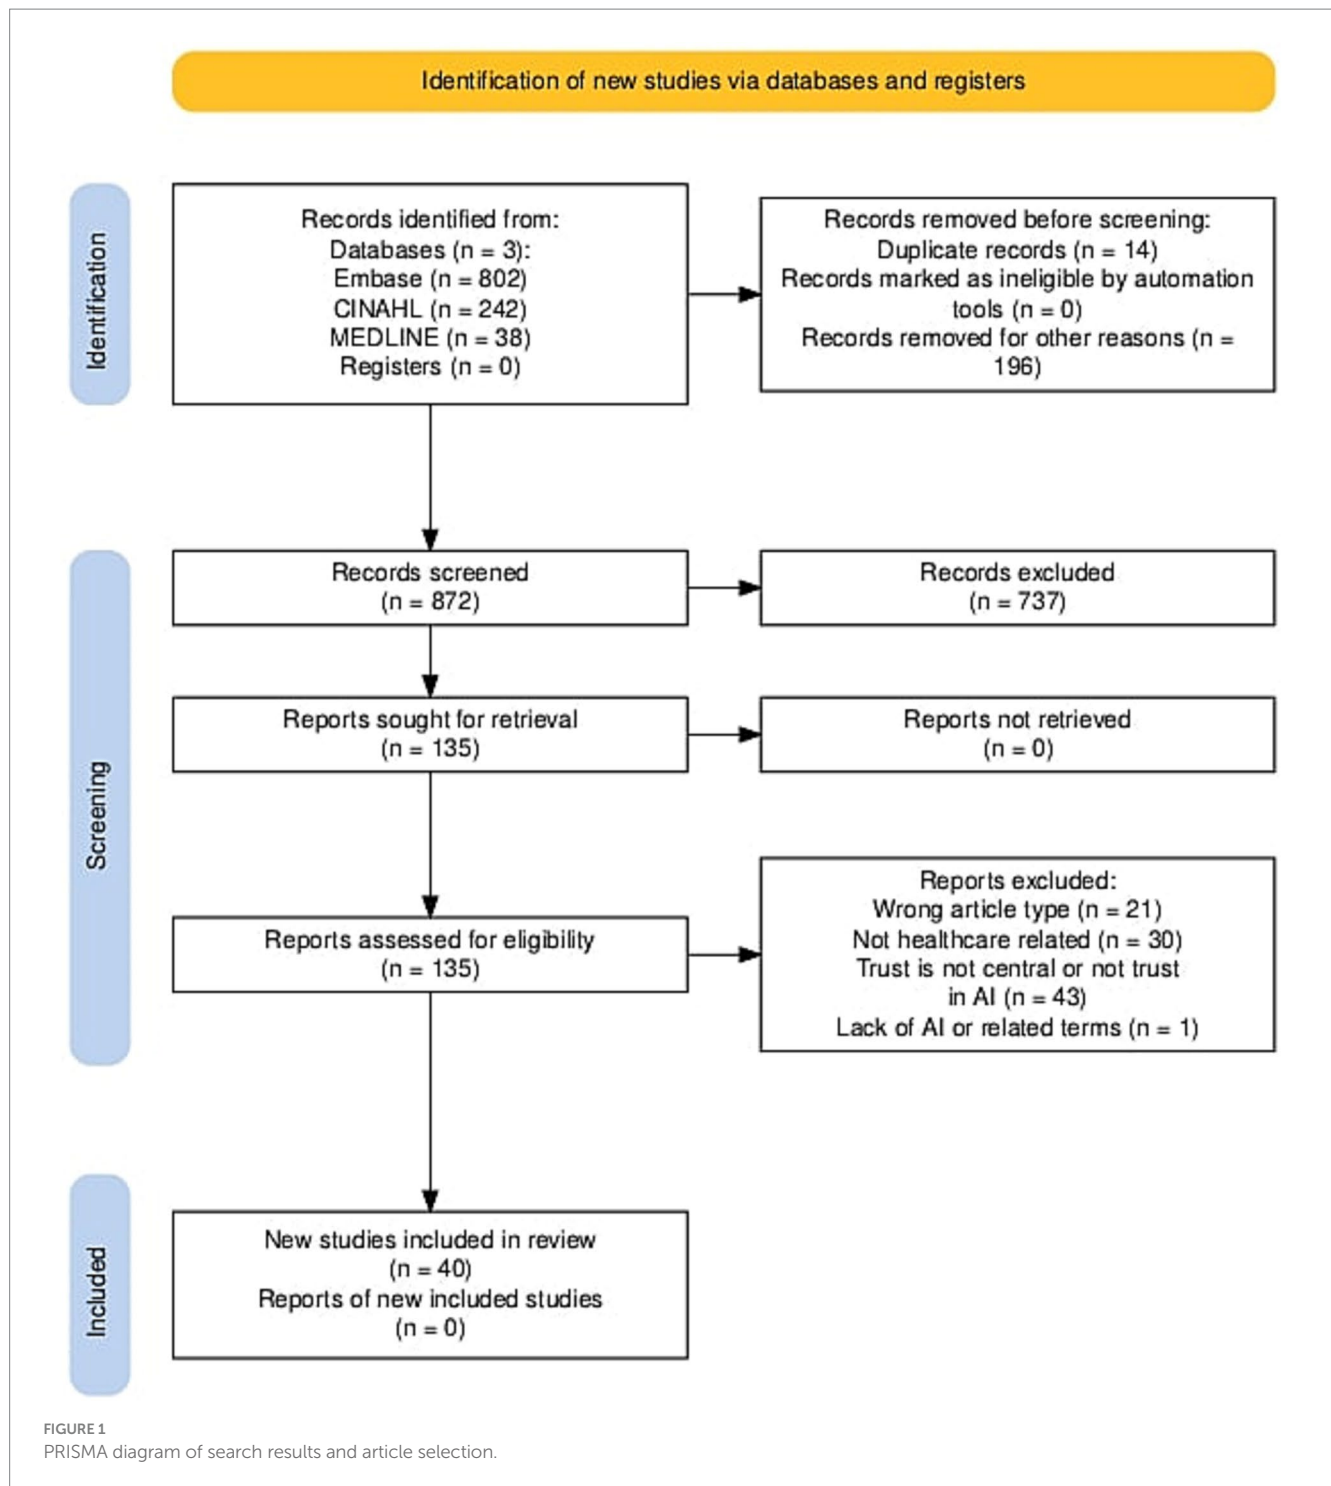 Identification of new studies via databases and registers
Identification
Records identified from:
Databases (n = 3):
Embase (n = 802)
CINAHL (n = 242)
MEDLINE (n = 38)
Registers (n = 0)
Records removed before screening:
Duplicate records (n = 14)
Records marked as ineligible by automation
tools (n = 0)
Records removed for other reasons (n =
196)
Screening
Records screened
(n = 872)
Records excluded
(n = 737)
Reports sought for retrieval
(n = 135)
Reports not retrieved
(n = 0)
Reports assessed for eligibility
(n = 135)
Reports excluded:
Wrong article type (n = 21)
Not healthcare related (n = 30)
Trust is not central or not trust
in AI (n = 43)
Lack of AI or related terms (n = 1)
Included
New studies included in review
(n = 40)
Reports of new included studies
(n = 0)
FIGURE 1
PRISMA diagram of search results and article selection.